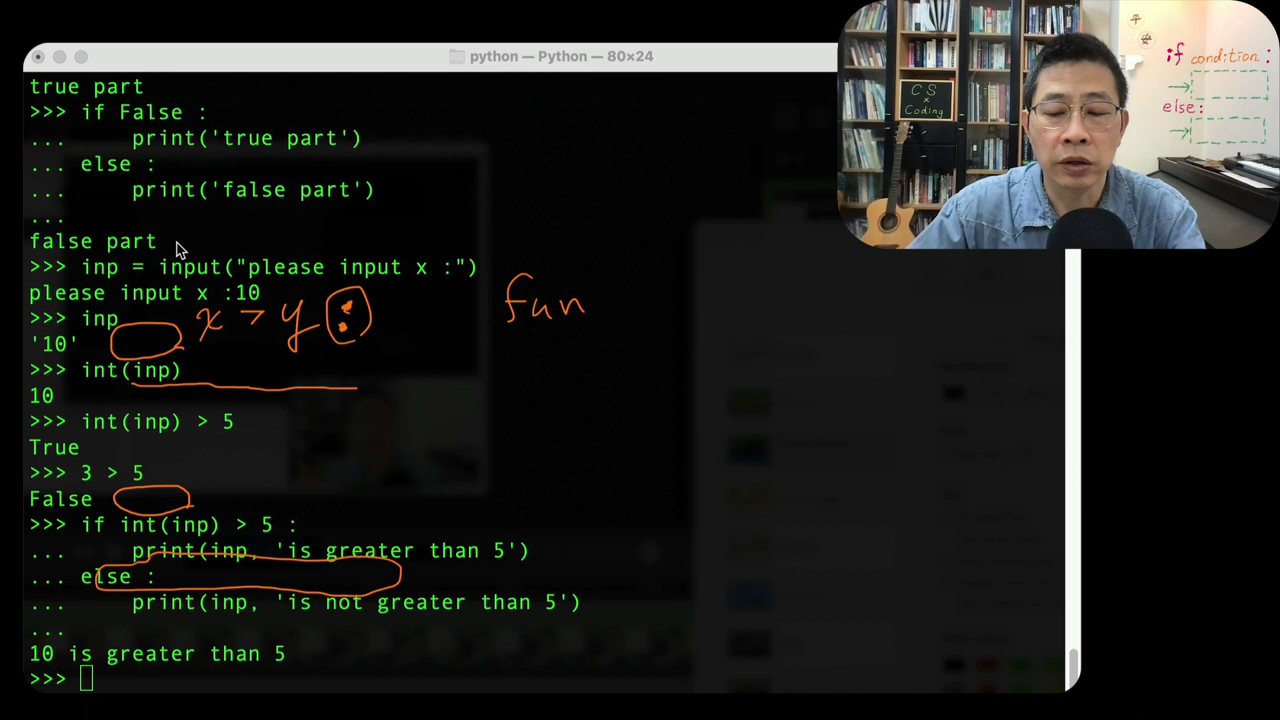 python — Python — 80×24
true part
>>> if False :
...     print('true part')
... else :
...     print('false part')
...
false part
>>> inp = input("please input x :")
please input x :10
>>> inp
'10'
>>> int(inp)
10
>>> int(inp) > 5
True
>>> 3 > 5
False
>>> if int(inp) > 5 :
...     print(inp, 'is greater than 5')
... else :
...     print(inp, 'is not greater than 5')
...
10 is greater than 5
>>>
x > y :
fun
CS
x
Coding
平
安
if condition :
else: